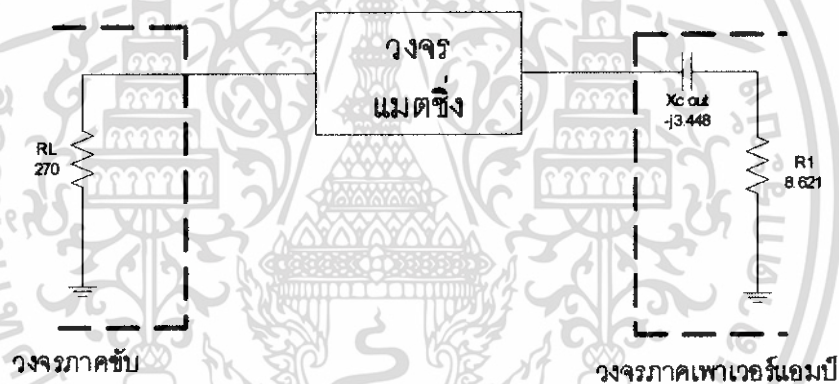 วงจร
แมตชิ่ง
RL
270
Xc out
-j3.448
R1
8.621
วงจรภาคขับ
วงจรภาคเพาเวอร์แอมป์